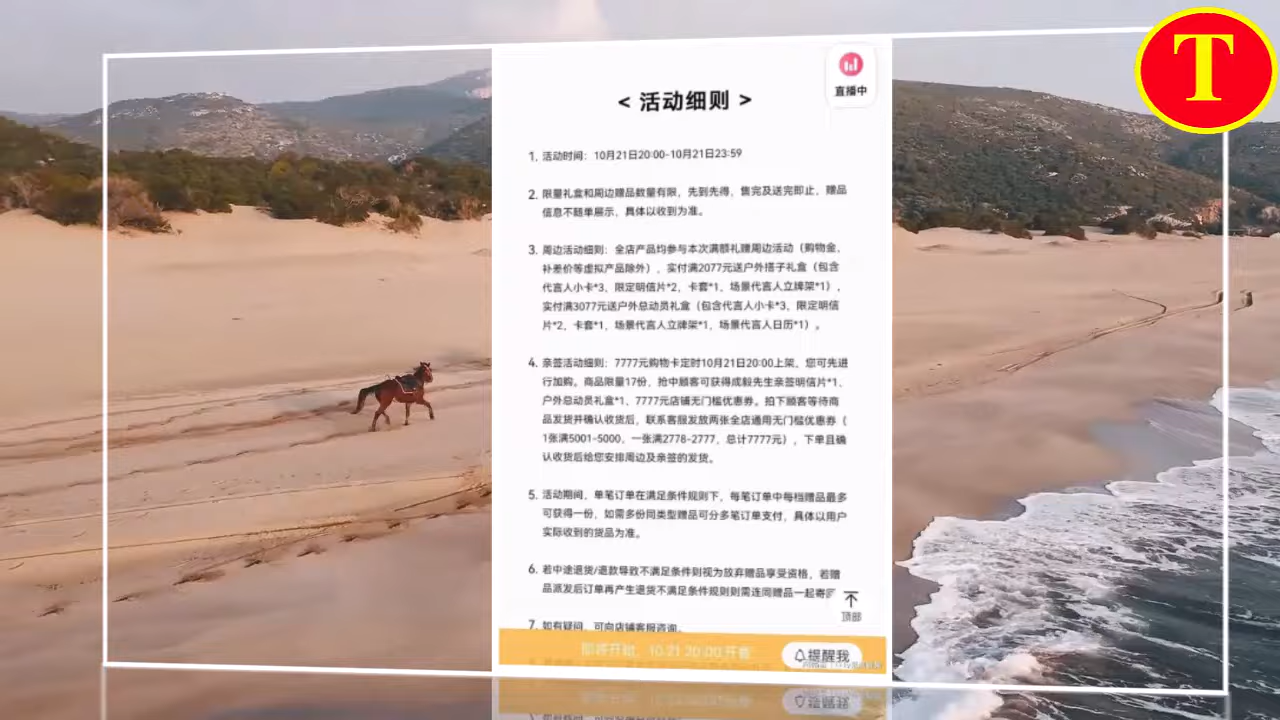 T
直播中
< 活动细则 >
1. 活动时间：10月21日20:00-10月21日23:59
2. 限量礼盒和周边赠品数量有限，先到先得、售完及送完即止，赠品
信息不随单展示，具体以收到为准。
3. 周边活动细则：全店产品均参与本次满额礼赠周边活动（购物金、
补差价等虚拟产品除外），实付满2077元送户外搭子礼盒（包含
代言人小卡*3、限定明信片*2、卡套*1、场景代言人立牌架*1），
实付满3077元送户外总动员礼盒（包含代言人小卡*3、限定明信
片*2、卡套*1、场景代言人立牌架*1、场景代言人日历*1）。
4. 亲签活动细则：7777元购物卡定时10月21日20:00上架，您可先进
行加购。商品限量17份，抢中顾客可获得成毅先生亲签明信片*1、
户外总动员礼盒*1、7777元店铺无门槛优惠券。拍下顾客等待商
品发货并确认收货后，联系客服发放两张全店通用无门槛优惠券（
1张满5001-5000，一张满2778-2777，总计7777元），下单且确
认收货后给您安排周边及亲签的发货。
5. 活动期间，单笔订单在满足条件规则下，每笔订单中每档赠品最多
可获得一份，如需多份同类型赠品可分多笔订单支付，具体以用户
实际收到的货品为准。
6. 若中途退货/退款导致不满足条件则视为放弃赠品享受资格，若赠
品派发后订单再产生退货不满足条件规则则需连同赠品一起寄回
顶部
7. 如有疑问，可向店铺客服咨询。
即将开始，10.21 20:00 开售
提醒我